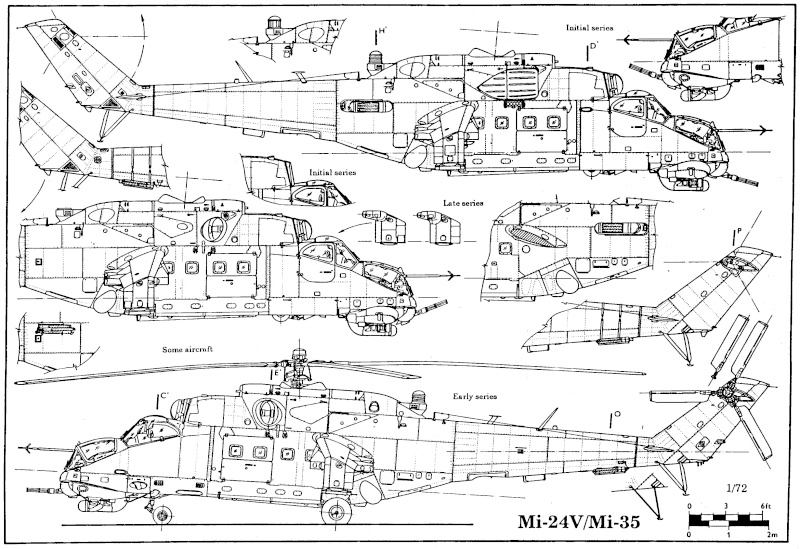 Initial series
H'
D'
Initial series
Late series
P
Some aircraft
E'
C'
Early series
O
1/72
0 3 6ft
0 1 2m
Mi-24V/Mi-35